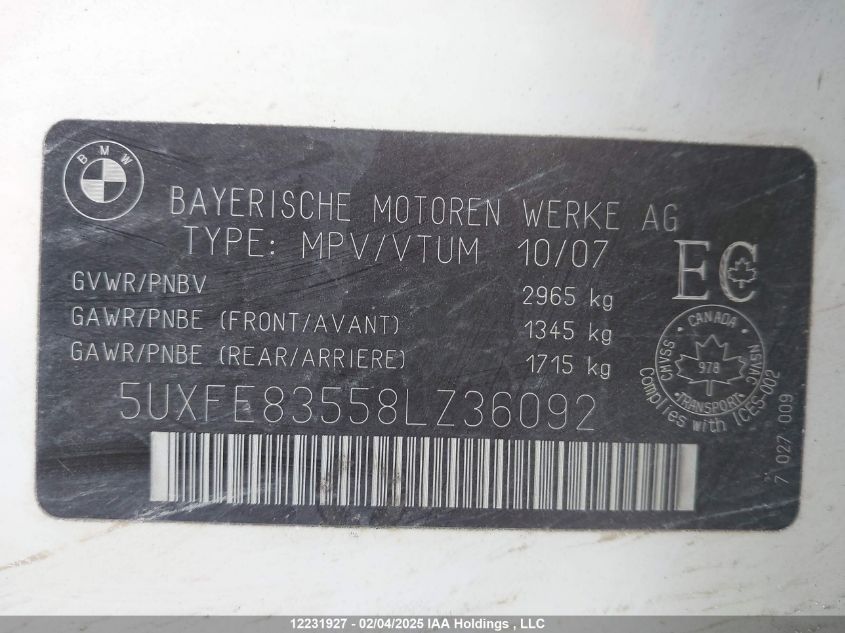 BMW
BAYERISCHE MOTOREN WERKE AG
TYPE: MPV/VTUM 10/07
EC
GVWR/PNBV 2965 kg
GAWR/PNBE (FRONT/AVANT) 1345 kg
GAWR/PNBE (REAR/ARRIERE) 1715 kg
5UXFE83558LZ36092
CANADA
CMVSS
NSVAC
978
TRANSPORT
Complies with ICES-002
7 027 009
12231927 - 02/04/2025 IAA Holdings , LLC